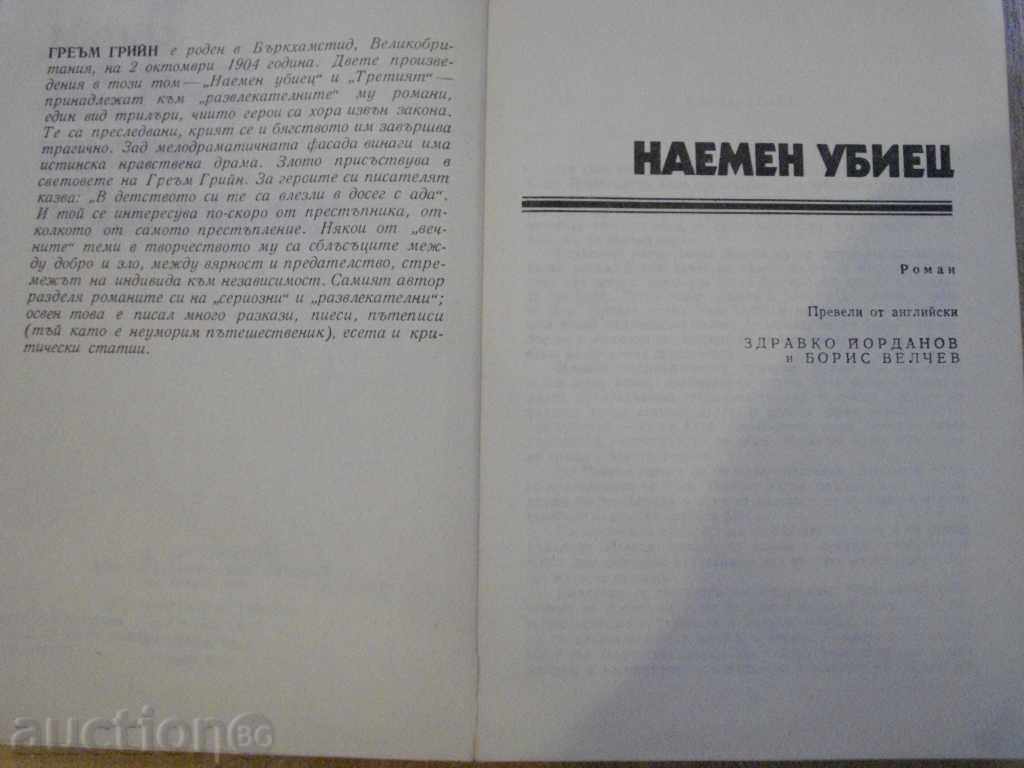 ГРЕЪМ ГРИЙН е роден в Бъркхамстид, Великобри-
тания, на 2 октомври 1904 година. Двете произве-
дения в този том — „Наемен убиец“ и „Третият“ —
принадлежат към „развлекателните“ му романи,
един вид трилъри, чиито герои са хора извън закона.
Те са преследвани, крият се и бягството им завършва
трагично. Зад мелодраматичната фасада винаги има
истинска нравствена драма. Злото присъствува в
световете на Греъм Грийн. За героите си писателят
казва: „В детството си те са влезли в досег с ада“.
И той се интересува по-скоро от престъпника, от-
колкото от самото престъпление. Някои от „веч-
ните“ теми в творчеството му са сблъсъците меж-
ду добро и зло, между вярност и предателство, стре-
межът на индивида към независимост. Самият автор
разделя романите си на „сериозни“ и „развлекателни“;
освен това е писал много разкази, пиеси, пътеписи
(тъй като е неуморим пътешественик), есета и кри-
тически статии.
НАЕМЕН УБИЕЦ
Роман
Превели от английски
ЗДРАВКО ЙОРДАНОВ
и БОРИС ВЕЛЧЕВ
auctionBG